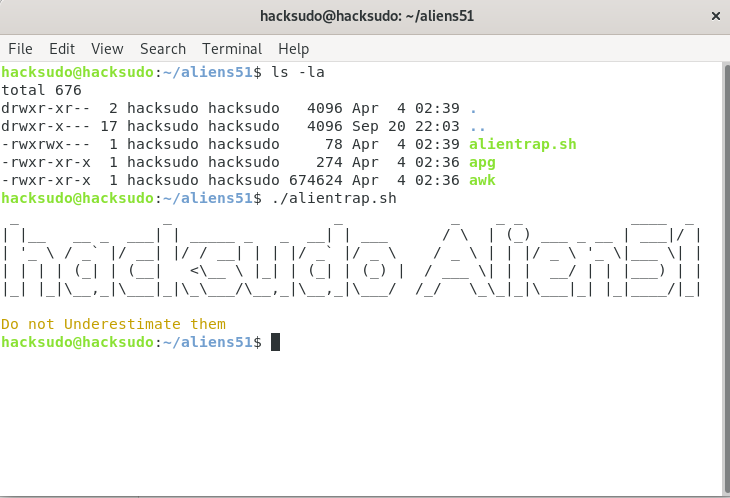 hacksudo@hacksudo: ~/aliens51 ×
File Edit View Search Terminal Help
hacksudo@hacksudo:~/aliens51$ ls -la
total 676
drwxr-xr-- 2 hacksudo hacksudo 4096 Apr 4 02:39 .
drwxr-x--- 17 hacksudo hacksudo 4096 Sep 20 22:03 ..
-rwxrwx--- 1 hacksudo hacksudo 78 Apr 4 02:39 alientrap.sh
-rwxr-xr-x 1 hacksudo hacksudo 274 Apr 4 02:36 apg
-rwxr-xr-x 1 hacksudo hacksudo 674624 Apr 4 02:36 awk
hacksudo@hacksudo:~/aliens51$ ./alientrap.sh
hacksudo Alien51
Do not Underestimate them
hacksudo@hacksudo:~/aliens51$